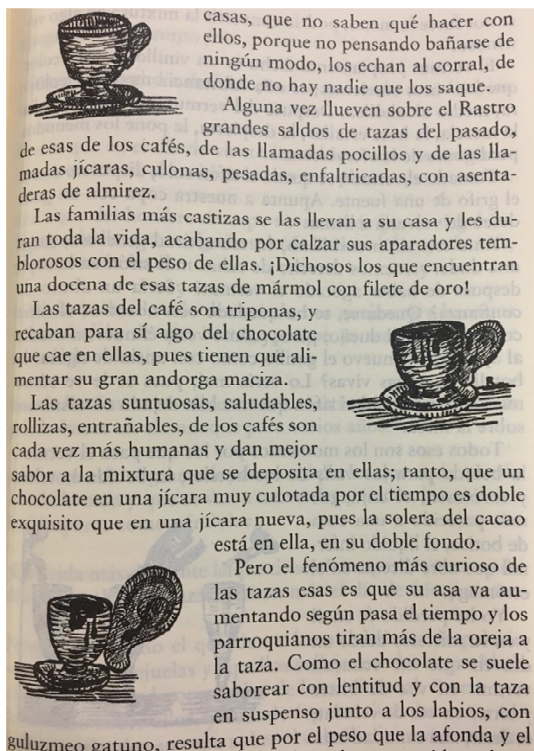 casas, que no saben qué hacer con
ellos, porque no pensando bañarse de
ningún modo, los echan al corral, de
donde no hay nadie que los saque.
Alguna vez llueven sobre el Rastro
grandes saldos de tazas del pasado,
de esas de los cafés, de las llamadas pocillos y de las lla-
madas jícaras, culonas, pesadas, enfaltricadas, con asenta-
deras de almirez.
Las familias más castizas se las llevan a su casa y les du-
ran toda la vida, acabando por calzar sus aparadores tem-
blorosos con el peso de ellas. ¡Dichosos los que encuentran
una docena de esas tazas de mármol con filete de oro!
Las tazas del café son triponas, y
recaban para sí algo del chocolate
que cae en ellas, pues tienen que ali-
mentar su gran andorga maciza.
Las tazas suntuosas, saludables,
rollizas, entrañables, de los cafés son
cada vez más humanas y dan mejor
sabor a la mixtura que se deposita en ellas; tanto, que un
chocolate en una jícara muy culotada por el tiempo es doble
exquisito que en una jícara nueva, pues la solera del cacao
está en ella, en su doble fondo.
Pero el fenómeno más curioso de
las tazas esas es que su asa va au-
mentando según pasa el tiempo y los
parroquianos tiran más de la oreja a
la taza. Como el chocolate se suele
saborear con lentitud y con la taza
en suspenso junto a los labios, con
guluzmeo gatuno, resulta que por el peso que la afonda y el